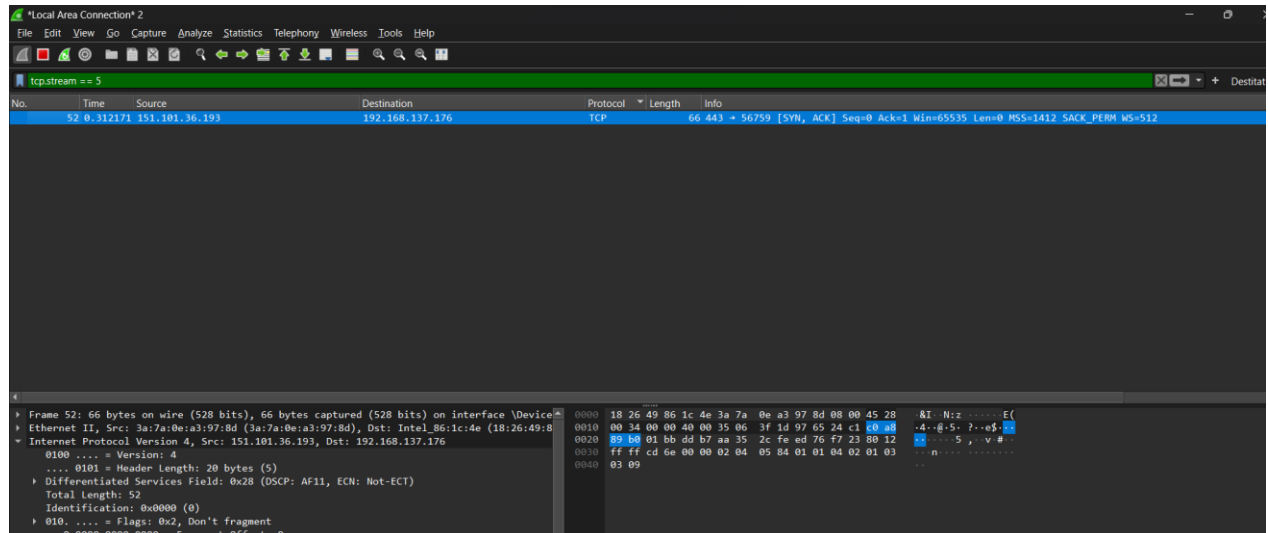 *Local Area Connection* 2
File Edit View Go Capture Analyze Statistics Telephony Wireless Tools Help
tcp.stream == 5
Destitat
No. Time Source Destination Protocol Length Info
52 0.312171 151.101.36.193 192.168.137.176 TCP 66 443 → 56759 [SYN, ACK] Seq=0 Ack=1 Win=65535 Len=0 MSS=1412 SACK_PERM WS=512
Frame 52: 66 bytes on wire (528 bits), 66 bytes captured (528 bits) on interface \Device
Ethernet II, Src: 3a:7a:0e:a3:97:8d (3a:7a:0e:a3:97:8d), Dst: Intel_86:1c:4e (18:26:49:8
Internet Protocol Version 4, Src: 151.101.36.193, Dst: 192.168.137.176
0100 .... = Version: 4
.... 0101 = Header Length: 20 bytes (5)
Differentiated Services Field: 0x28 (DSCP: AF11, ECN: Not-ECT)
Total Length: 52
Identification: 0x0000 (0)
010. .... = Flags: 0x2, Don't fragment
0000 18 26 49 86 1c 4e 3a 7a 0e a3 97 8d 08 00 45 28 ·&I··N:z ······E(
0010 00 34 00 00 40 00 35 06 3f 1d 97 65 24 c1 c0 a8 ·4··@·5· ?··e$···
0020 89 b0 01 bb dd b7 aa 35 2c fe ed 76 f7 23 80 12 ·······5 ,··v·#··
0030 ff ff cd 6e 00 00 02 04 05 84 01 01 04 02 01 03 ···n···· ········
0040 03 09 ··